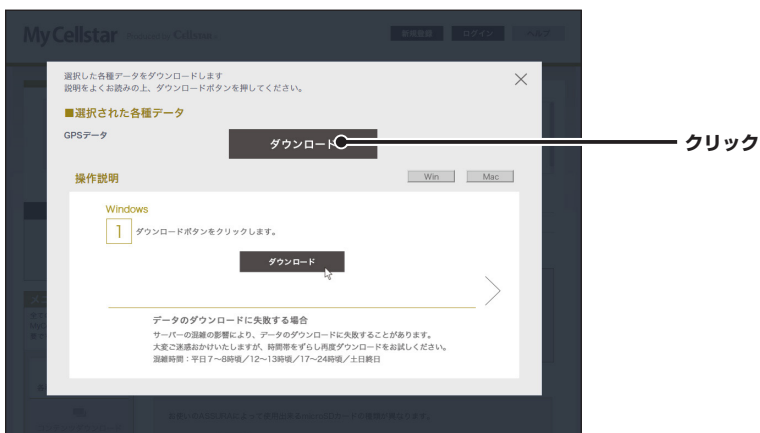 My Cellstar
Cellstar
新規登録 ログイン ヘルプ
選択した各種データをダウンロードします
説明をよくお読みの上、ダウンロードボタンを押してください。
■選択された各種データ
GPSデータ
ダウンロード
クリック
操作説明
Win Mac
Windows
1 ダウンロードボタンをクリックします。
ダウンロード
データのダウンロードに失敗する場合
サーバーの混雑の影響により、データのダウンロードに失敗することがあります。
大変ご迷惑おかけいたしますが、時間帯をずらし再度ダウンロードをお試しください。
混雑時間：平日7〜8時頃／12〜13時頃／17〜24時頃／土日終日